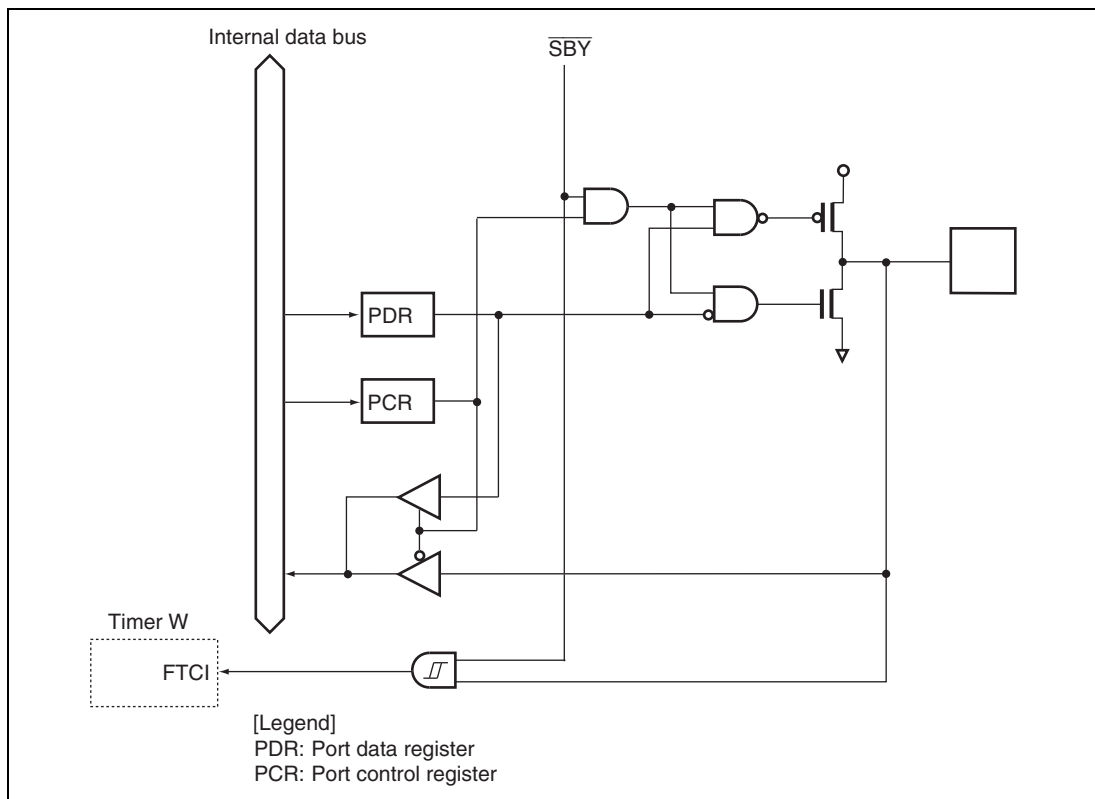 Internal data bus
SBY
PDR
PCR
Timer W
FTCI
[Legend]
PDR: Port data register
PCR: Port control register